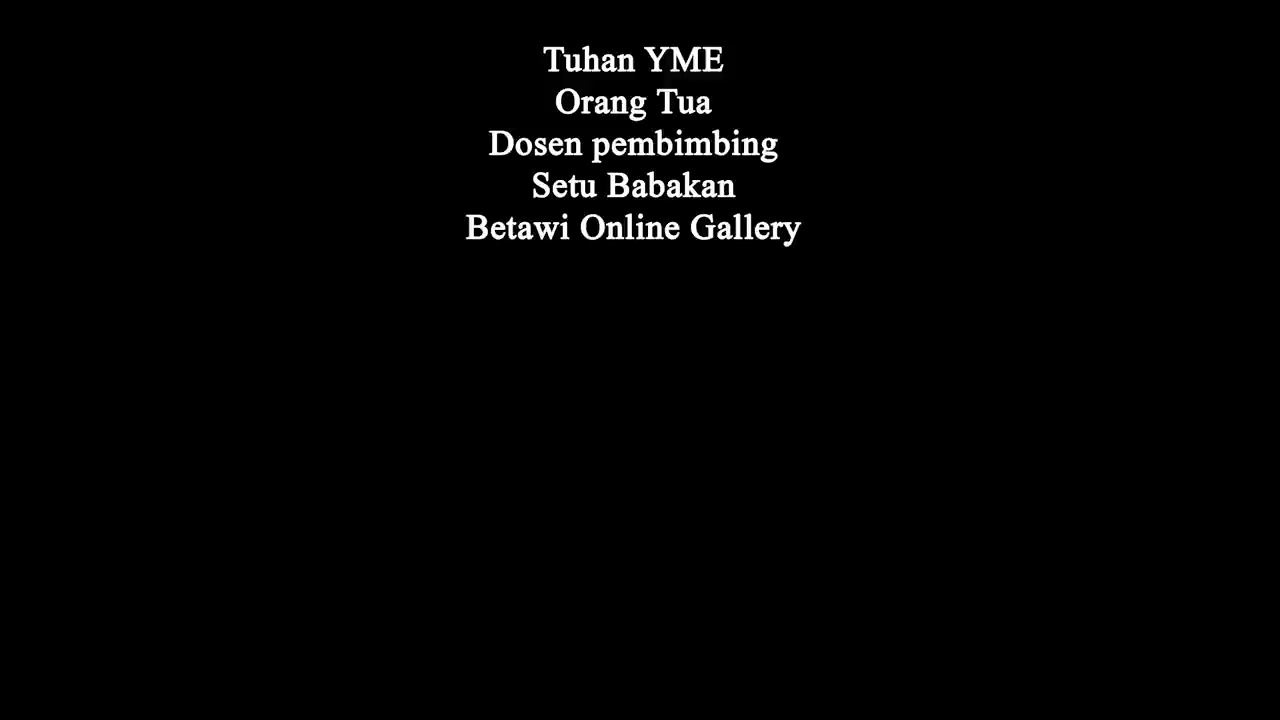 Tuhan YME
Orang Tua
Dosen pembimbing
Setu Babakan
Betawi Online Gallery